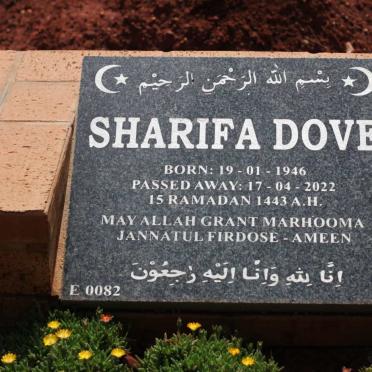 بِسْمِ اللهِ الرَّحْمٰنِ الرَّحِيْمِ
SHARIFA DOVE
BORN: 19 - 01 - 1946
PASSED AWAY: 17 - 04 - 2022
15 RAMADAN 1443 A.H.
MAY ALLAH GRANT MARHOOMA
JANNATUL FIRDOSE - AMEEN
اِنَّا لِلّٰهِ وَاِنَّا اِلَيْهِ رٰجِعُوْنَ
E 0082